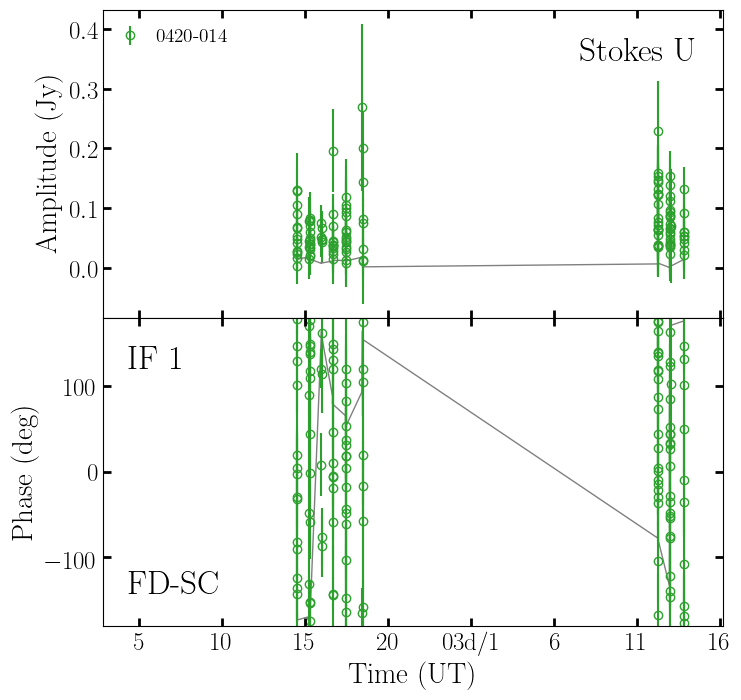 0420-014
Stokes U
0.4
0.3
0.2
0.1
0.0
Amplitude (Jy)
IF 1
100
0
−100
Phase (deg)
FD-SC
5 10 15 20 03d/1 6 11 16
Time (UT)